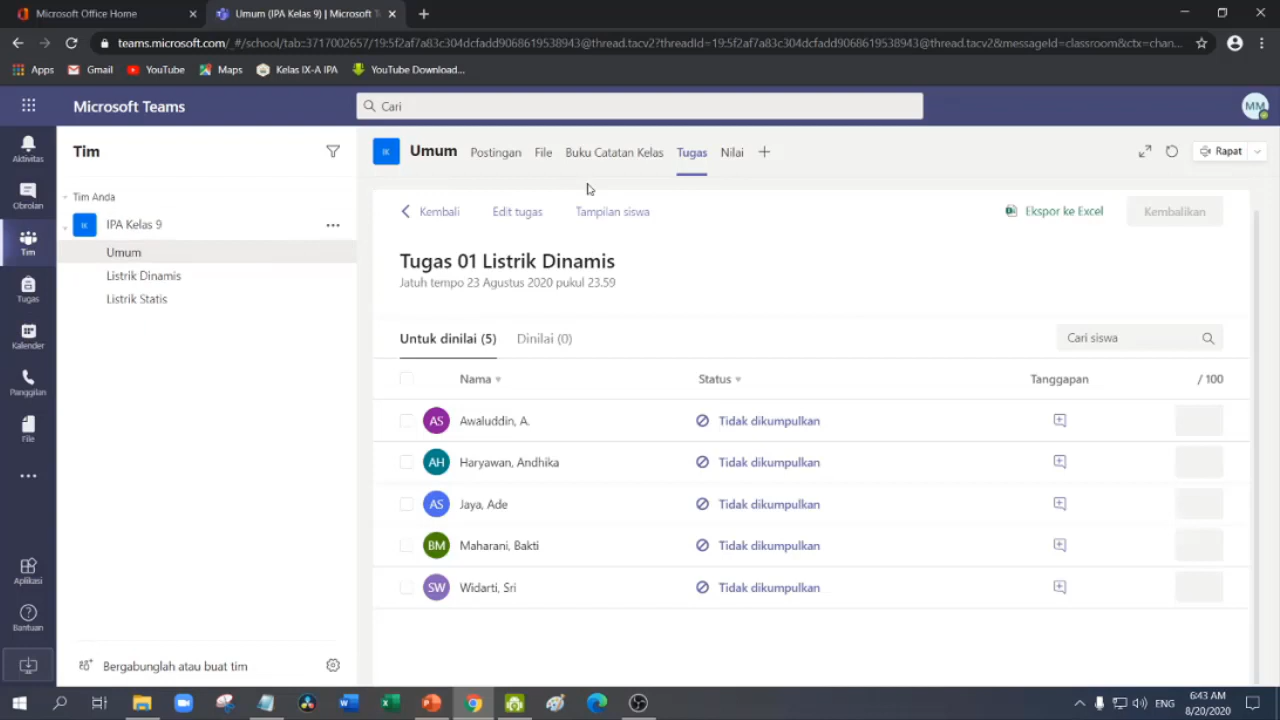 Microsoft Office Home
Umum (IPA Kelas 9) | Microsoft T
teams.microsoft.com/_#/school/tab::3717002657/19:5f2af7a83c304dcfadd9068619538943@thread.tacv2?threadId=19:5f2af7a83c304dcfadd9068619538943@thread.tacv2&messageId=classroom&ctx=chan...
Apps
Gmail
YouTube
Maps
Kelas IX-A IPA
YouTube Download...
Microsoft Teams
Cari
MM
Aktivitas
Obrolan
Tim
Tugas
Kalender
Panggilan
File
Aplikasi
Bantuan
Tim
Tim Anda
IK
IPA Kelas 9
Umum
Listrik Dinamis
Listrik Statis
Bergabunglah atau buat tim
IK
Umum
Postingan
File
Buku Catatan Kelas
Tugas
Nilai
Rapat
Kembali
Edit tugas
Tampilan siswa
Ekspor ke Excel
Kembalikan
Tugas 01 Listrik Dinamis
Jatuh tempo 23 Agustus 2020 pukul 23.59
Untuk dinilai (5)
Dinilai (0)
Cari siswa
Nama
Status
Tanggapan
/ 100
AS Awaluddin, A. Tidak dikumpulkan
AH Haryawan, Andhika Tidak dikumpulkan
AS Jaya, Ade Tidak dikumpulkan
BM Maharani, Bakti Tidak dikumpulkan
SW Widarti, Sri Tidak dikumpulkan
ENG
6:43 AM
8/20/2020